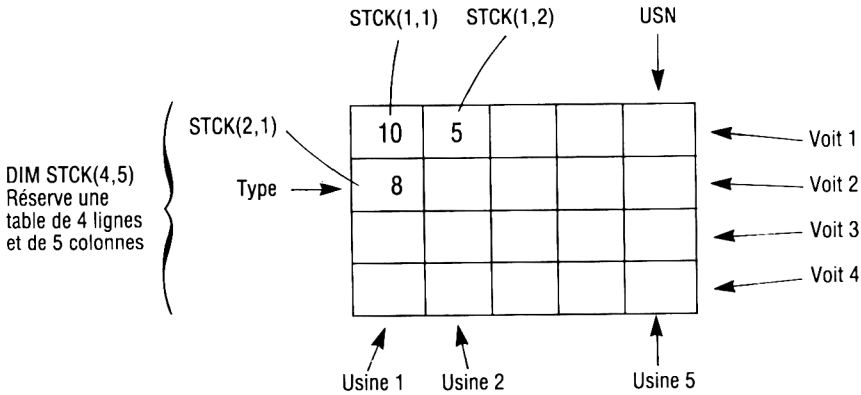 STCK(1,1) STCK(1,2) USN
STCK(2,1) 10 5 Voit 1
DIM STCK(4,5)
Réserve une
table de 4 lignes
et de 5 colonnes
Type 8 Voit 2
Voit 3
Voit 4
Usine 1 Usine 2 Usine 5